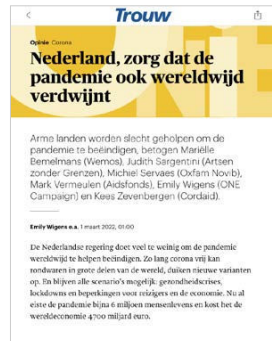 Trouw
Opinie Corona
Nederland, zorg dat de
pandemie ook wereldwijd
verdwijnt
Arme landen worden slecht geholpen om de
pandemie te beëindigen, betogen Mariëlle
Bemelmans (Wemos), Judith Sargentini (Artsen
zonder Grenzen), Michiel Servaes (Oxfam Novib),
Mark Vermeulen (Aidsfonds), Emily Wigens (ONE
Campaign) en Kees Zevenbergen (Cordaid).
Emily Wigens e.a. 1 maart 2022, 01:00
De Nederlandse regering doet veel te weinig om de pandemie
wereldwijd te helpen beëindigen. Zo lang corona vrij kan
rondwaren in grote delen van de wereld, duiken nieuwe varianten
op. En blijven alle scenario's mogelijk: gezondheidscrises,
lockdowns en beperkingen voor reizigers en de economie. Nu al
eiste de pandemie bijna 6 miljoen mensenlevens en kost het de
wereldeconomie 4700 miljard euro.